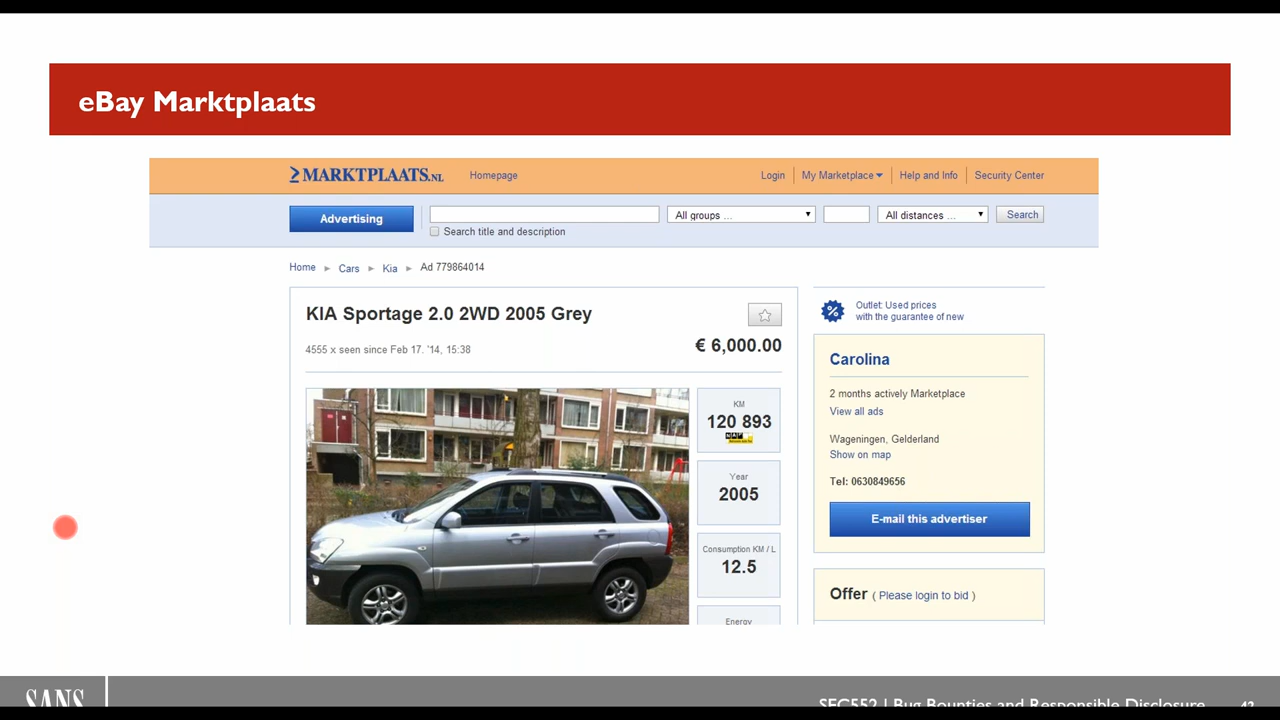 eBay Marktplaats
MARKTPLAATS.NL
Homepage
Login
My Marketplace
Help and Info
Security Center
Advertising
All groups ...
All distances ...
Search
Search title and description
Home
Cars
Kia
Ad 779864014
KIA Sportage 2.0 2WD 2005 Grey
4555 x seen since Feb 17. '14, 15:38
€ 6,000.00
KM
120 893
Year
2005
Consumption KM / L
12.5
Energy
Outlet: Used prices
with the guarantee of new
Carolina
2 months actively Marketplace
View all ads
Wageningen, Gelderland
Show on map
Tel: 0630849656
E-mail this advertiser
Offer ( Please login to bid )
SANS
SEC552 | Bug Bounties and Responsible Disclosure
42